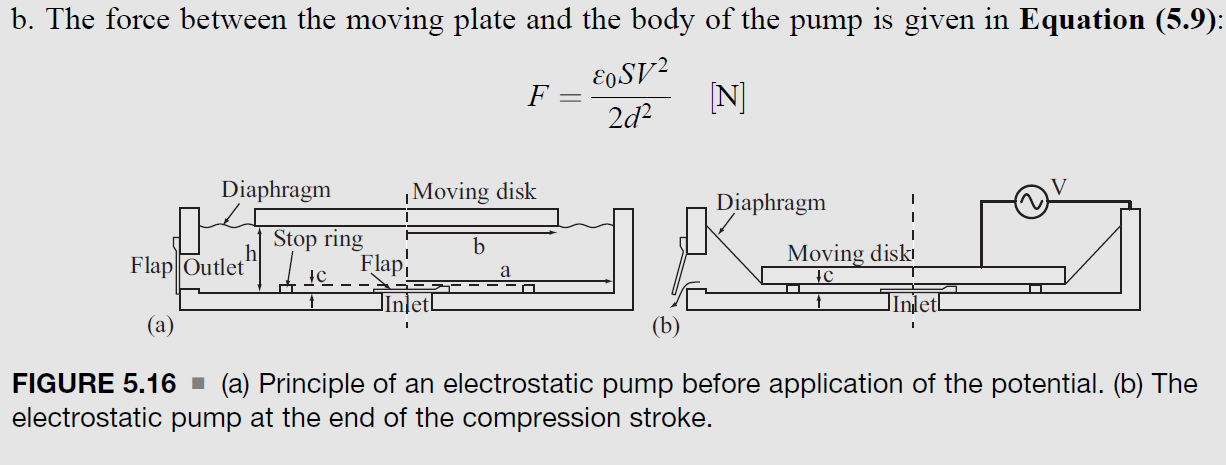 b. The force between the moving plate and the body of the pump is given in Equation (5.9):
F = ε₀SV² / 2d² [N]
Diaphragm
Moving disk
Stop ring
h
b
Flap
Outlet
c
Flap
a
Inlet
(a)
V
Diaphragm
Moving disk
c
Inlet
(b)
FIGURE 5.16 ■ (a) Principle of an electrostatic pump before application of the potential. (b) The
electrostatic pump at the end of the compression stroke.